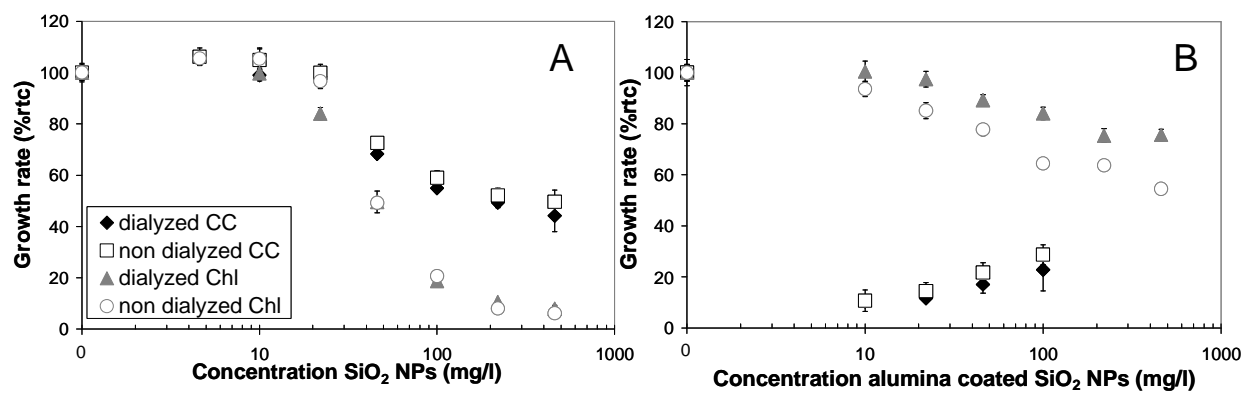 A
Growth rate (%rtc)
120
100
80
60
40
20
0
◆ dialyzed CC
□ non dialyzed CC
▲ dialyzed Chl
○ non dialyzed Chl
0 10 100 1000
Concentration SiO₂ NPs (mg/l)
B
Growth rate (%rtc)
120
100
80
60
40
20
0
0 10 100 1000
Concentration alumina coated SiO₂ NPs (mg/l)